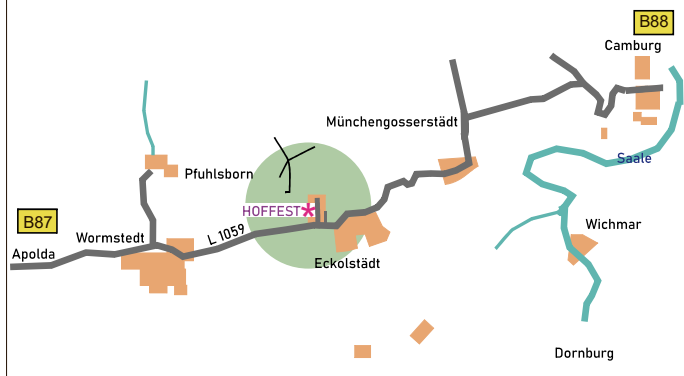 B88
Camburg
Münchengosserstädt
Saale
Pfuhlsborn
HOFFEST*
B87
Wormstedt
L 1059
Wichmar
Apolda
Eckolstädt
Dornburg